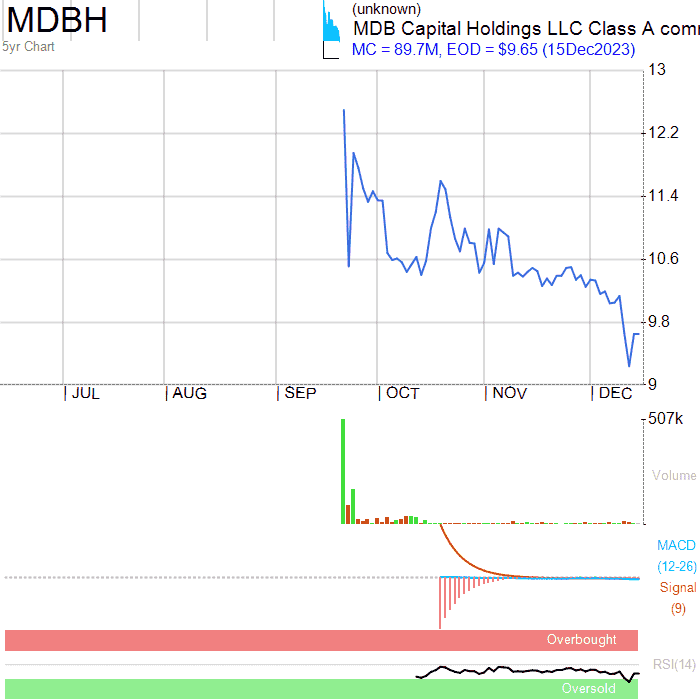 MDBH
5yr Chart
(unknown)
MDB Capital Holdings LLC Class A com
MC = 89.7M, EOD = $9.65 (15Dec2023)
13
12.2
11.4
10.6
9.8
9
| JUL | AUG | SEP | OCT | NOV | DEC
507k
Volume
MACD
(12-26)
Signal
(9)
Overbought
RSI(14)
Oversold